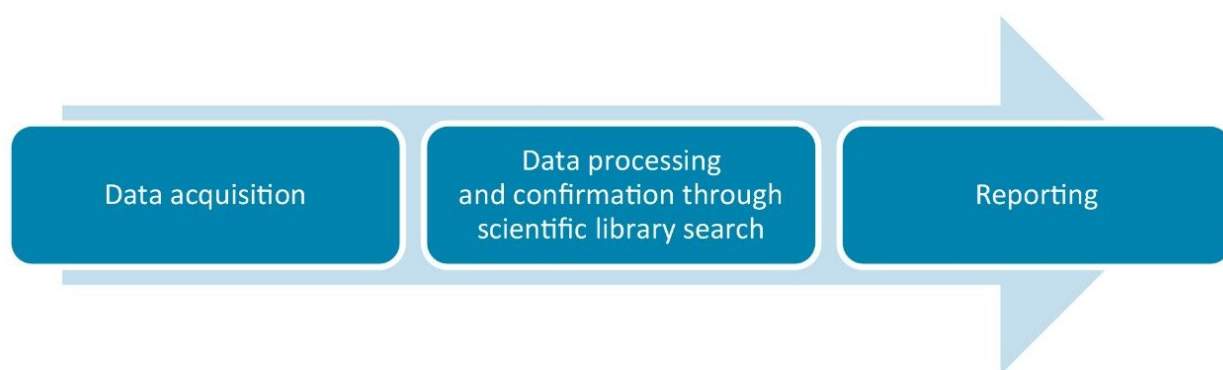 Data acquisition
Data processing
and confirmation through
scientific library search
Reporting